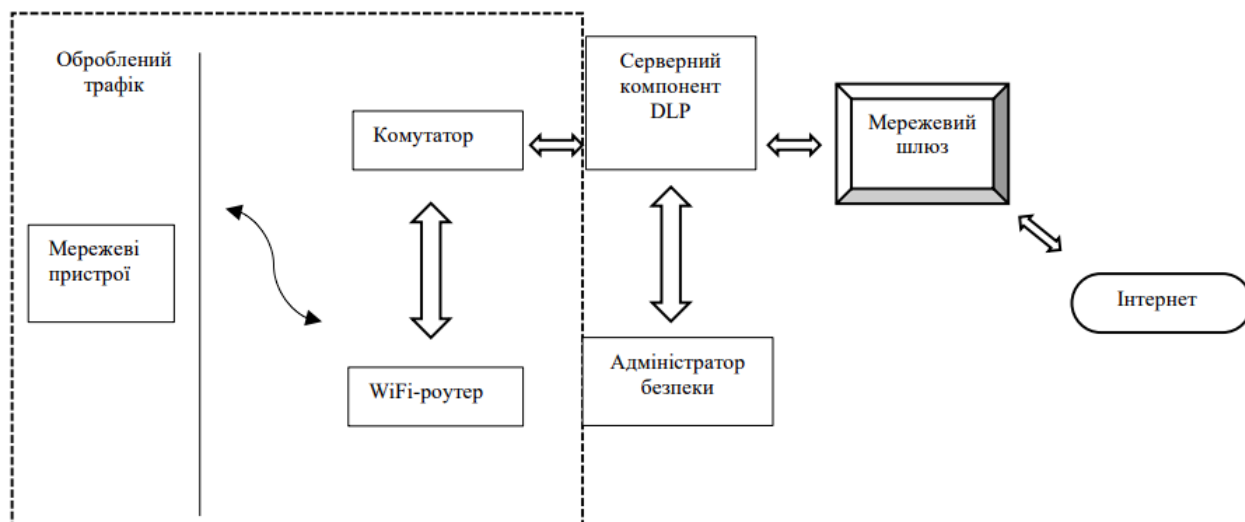 Оброблений
трафік
Мережеві
пристрої
Комутатор
WiFi-роутер
Серверний
компонент
DLP
Адміністратор
безпеки
Мережевий
шлюз
Інтернет